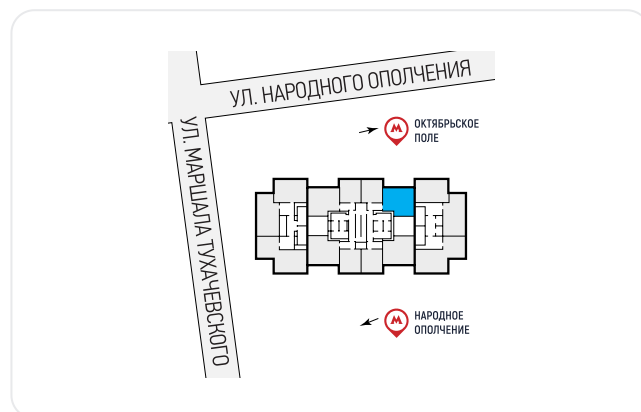 УЛ. НАРОДНОГО ОПОЛЧЕНИЯ
УЛ. МАРШАЛА ТУХАЧЕВСКОГО
М
ОКТЯБРЬСКОЕ
ПОЛЕ
М
НАРОДНОЕ
ОПОЛЧЕНИЕ